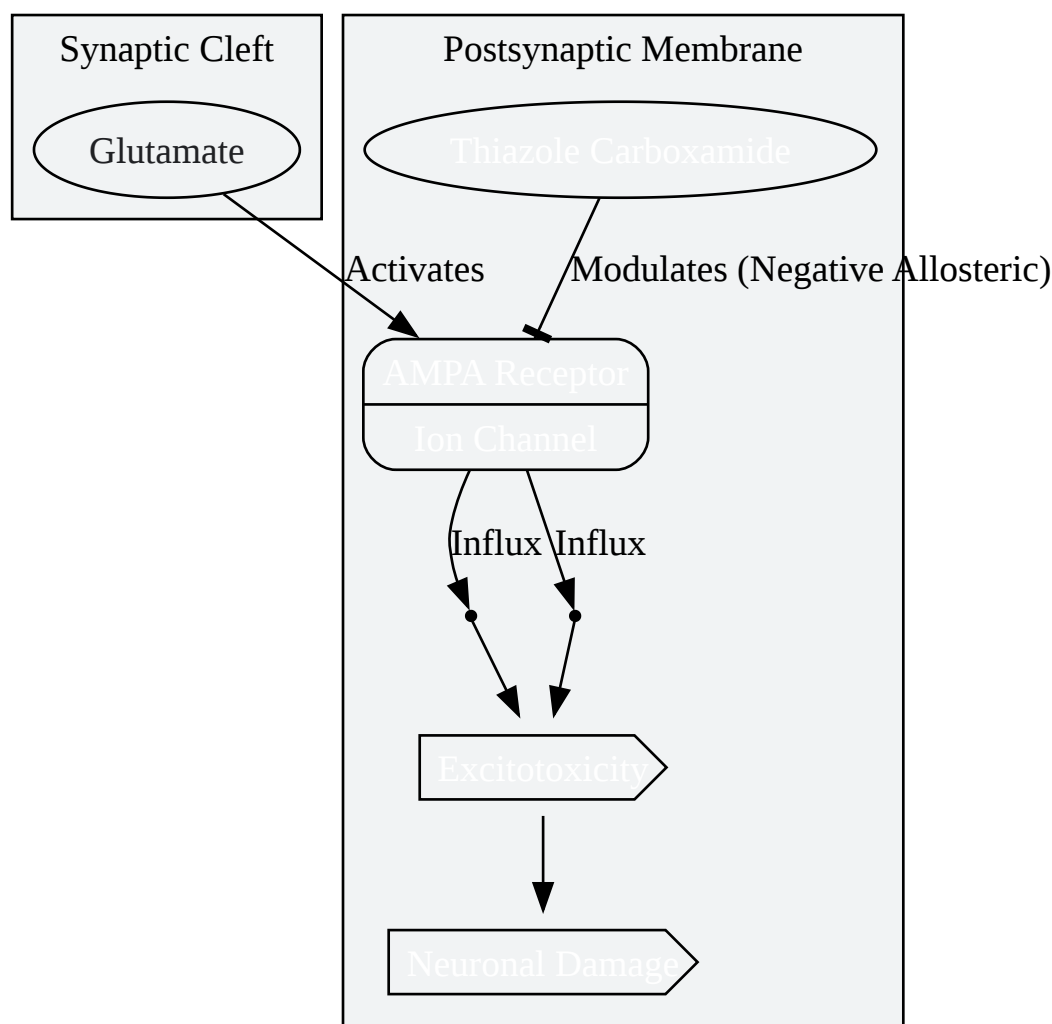 Synaptic Cleft
Postsynaptic Membrane
Glutamate
Thiazole Carboxamide
Activates
Modulates (Negative Allosteric)
AMPA Receptor
Ion Channel
Influx
Influx
Excitotoxicity
Neuronal Damage